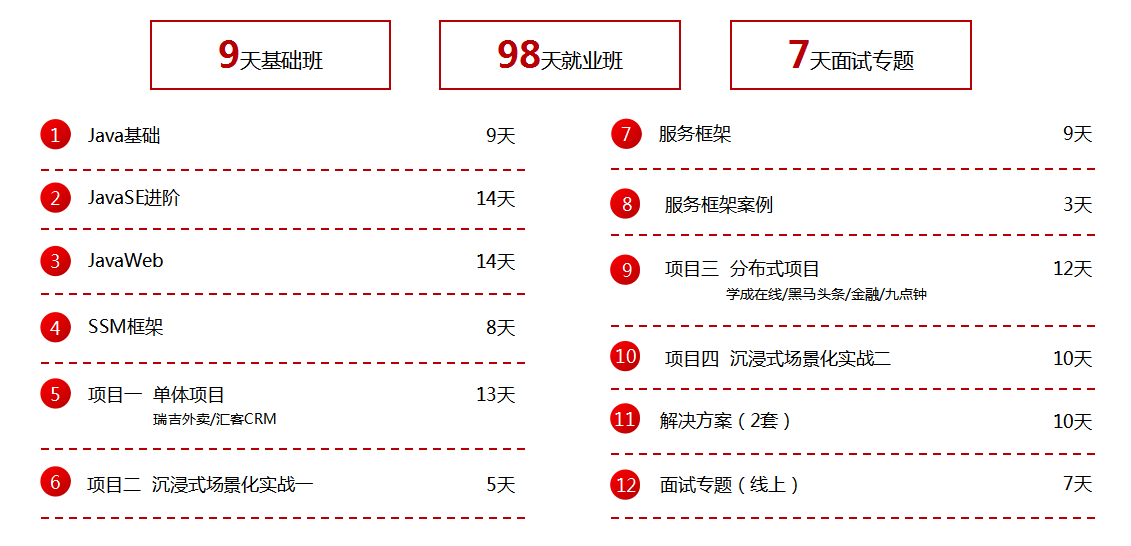 9天基础班
98天就业班
7天面试专题
1 Java基础 9天
2 JavaSE进阶 14天
3 JavaWeb 14天
4 SSM框架 8天
5 项目一 单体项目 13天
瑞吉外卖/汇客CRM
6 项目二 沉浸式场景化实战一 5天
7 服务框架 9天
8 服务框架案例 3天
9 项目三 分布式项目 12天
学成在线/黑马头条/金融/九点钟
10 项目四 沉浸式场景化实战二 10天
11 解决方案（2套） 10天
12 面试专题（线上） 7天